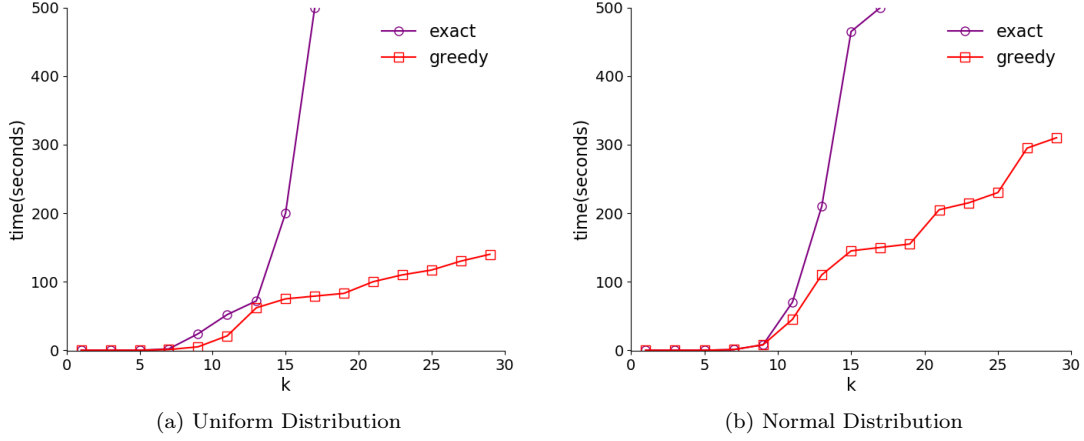 500
400
300
200
100
0
time(seconds)
0 5 10 15 20 25 30
k
exact
greedy
(a) Uniform Distribution
500
400
300
200
100
0
time(seconds)
0 5 10 15 20 25 30
k
exact
greedy
(b) Normal Distribution